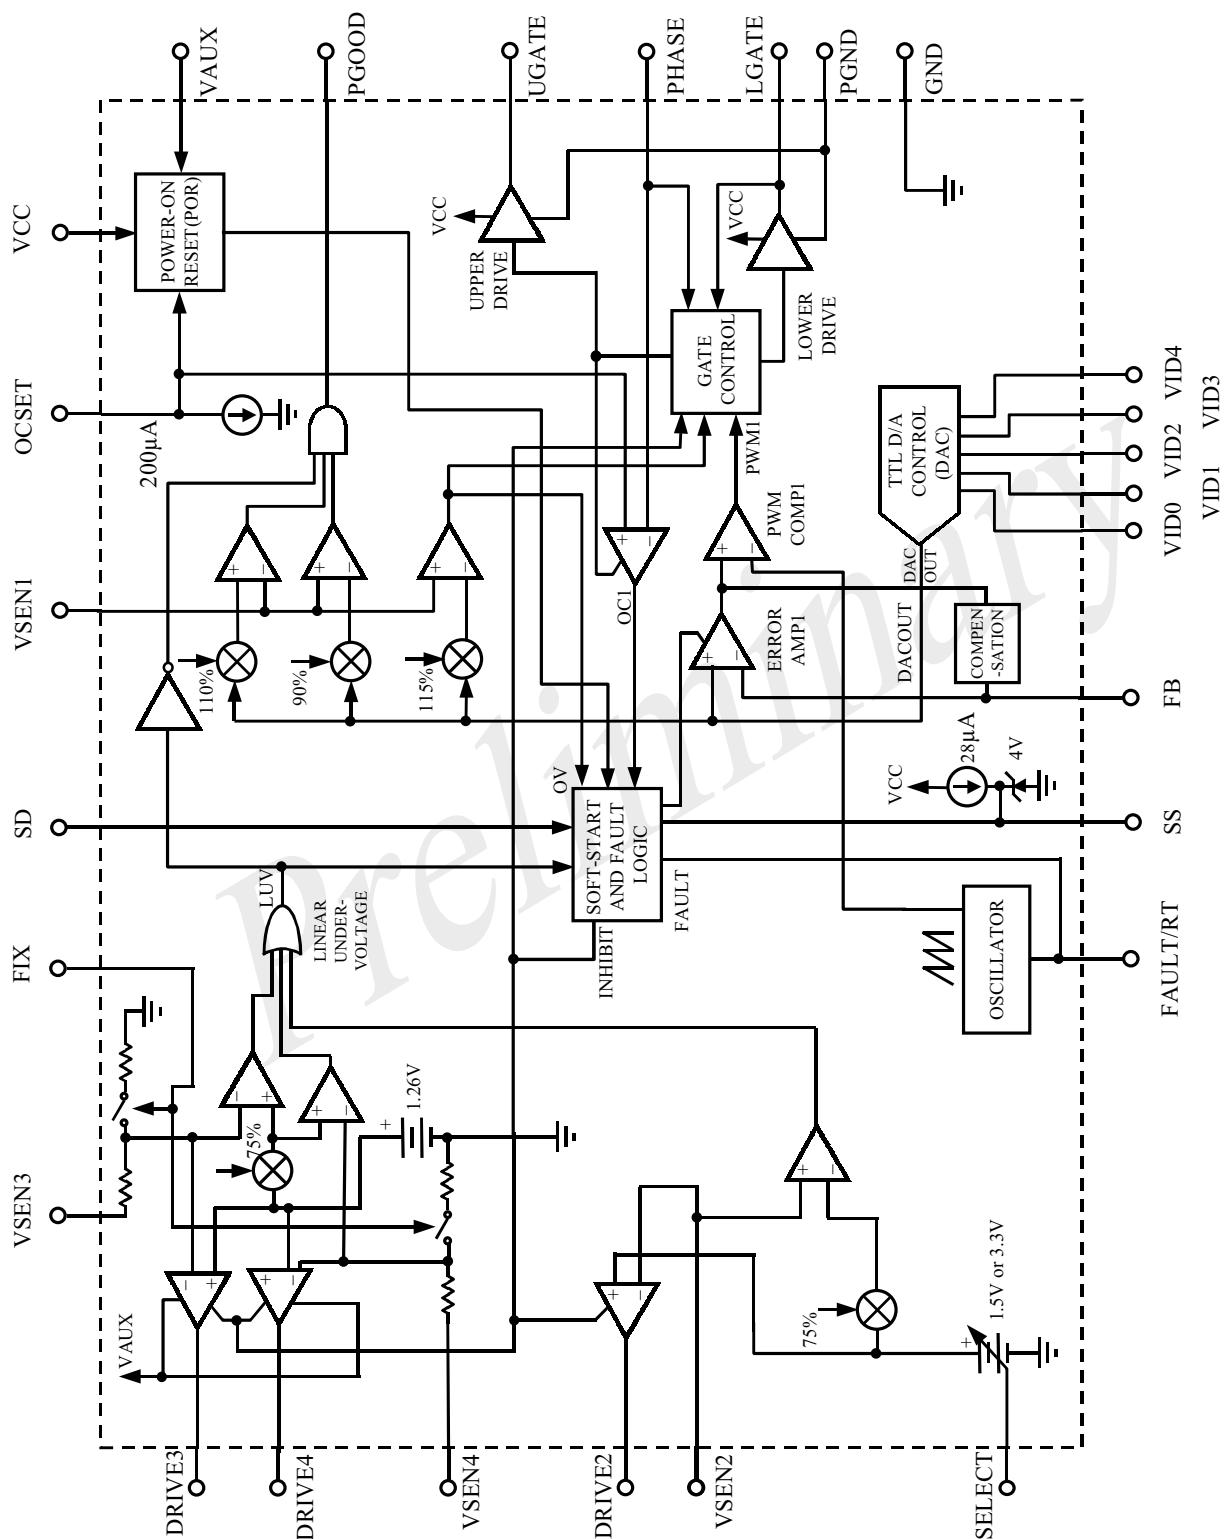 VAUX
PGOOD
UGATE
PHASE
LGATE
PGND
GND
VCC
OCSET
VSEN1
SD
FIX
VSEN3
POWER-ON
RESET(POR)
200µA
VCC
UPPER
DRIVE
VCC
LOWER
DRIVE
GATE
CONTROL
PWM1
+
−
+
−
+
−
110%
90%
115%
+
−
OC1
+
−
PWM
COMP1
+
−
ERROR
AMP1
TTL D/A
CONTROL
(DAC)
DAC
OUT
DACOUT
COMPEN
-SATION
VID4
VID3
VID2
VID1
VID0
FB
SS
FAULT/RT
VCC
28µA
4V
OV
SOFT-START
AND FAULT
LOGIC
FAULT
INHIBIT
LUV
LINEAR
UNDER-
VOLTAGE
OSCILLATOR
−
+
+
−
75%
+
1.26V
−
+
+
−
VAUX
+
−
+
−
75%
+
1.5V or 3.3V
DRIVE3
DRIVE4
VSEN4
DRIVE2
VSEN2
SELECT
Preliminary